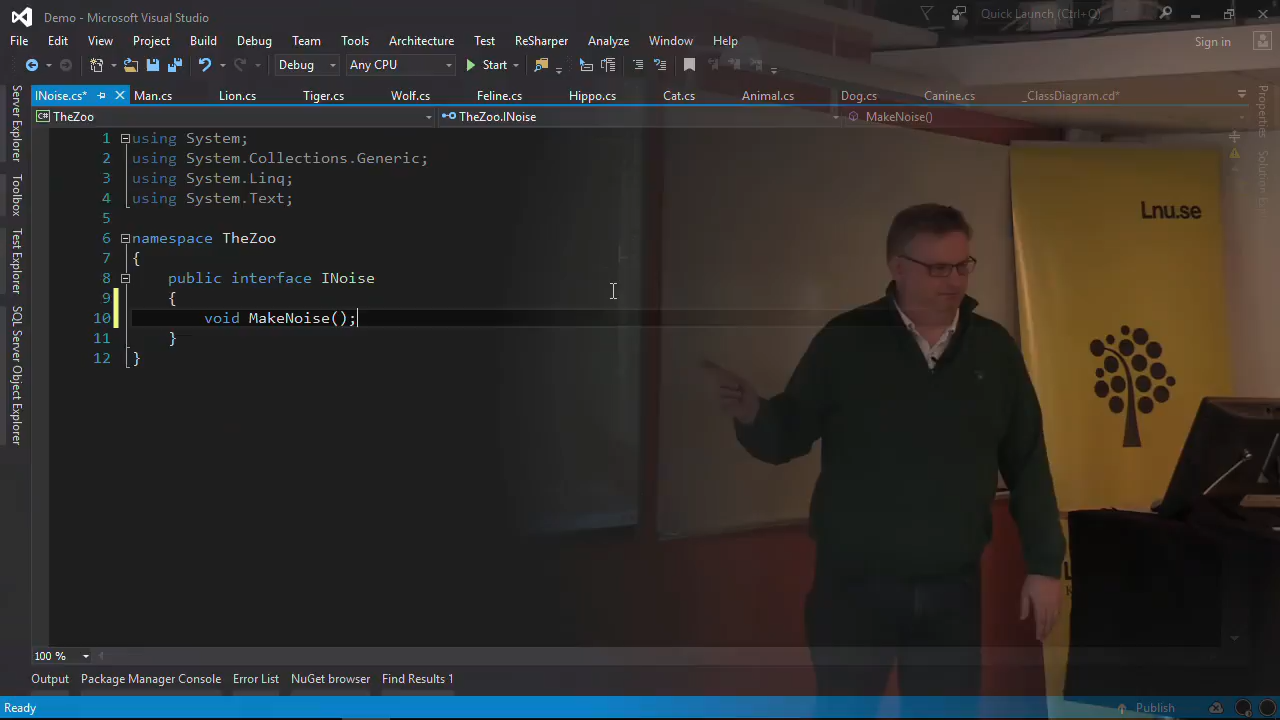 Demo - Microsoft Visual Studio
Quick Launch (Ctrl+Q)
File Edit View Project Build Debug Team Tools Architecture Test ReSharper Analyze Window Help
Sign in
Debug Any CPU Start
INoise.cs* Man.cs Lion.cs Tiger.cs Wolf.cs Feline.cs Hippo.cs Cat.cs Animal.cs Dog.cs Canine.cs _ClassDiagram.cd*
TheZoo TheZoo.INoise MakeNoise()
Server Explorer
Toolbox
Test Explorer
SQL Server Object Explorer
Properties
1 using System;
2 using System.Collections.Generic;
3 using System.Linq;
4 using System.Text;
5
6 namespace TheZoo
7 {
8 public interface INoise
9 {
10 void MakeNoise();
11 }
12 }
Lnu.se
100 %
Output Package Manager Console Error List NuGet browser Find Results 1
Ready
Publish